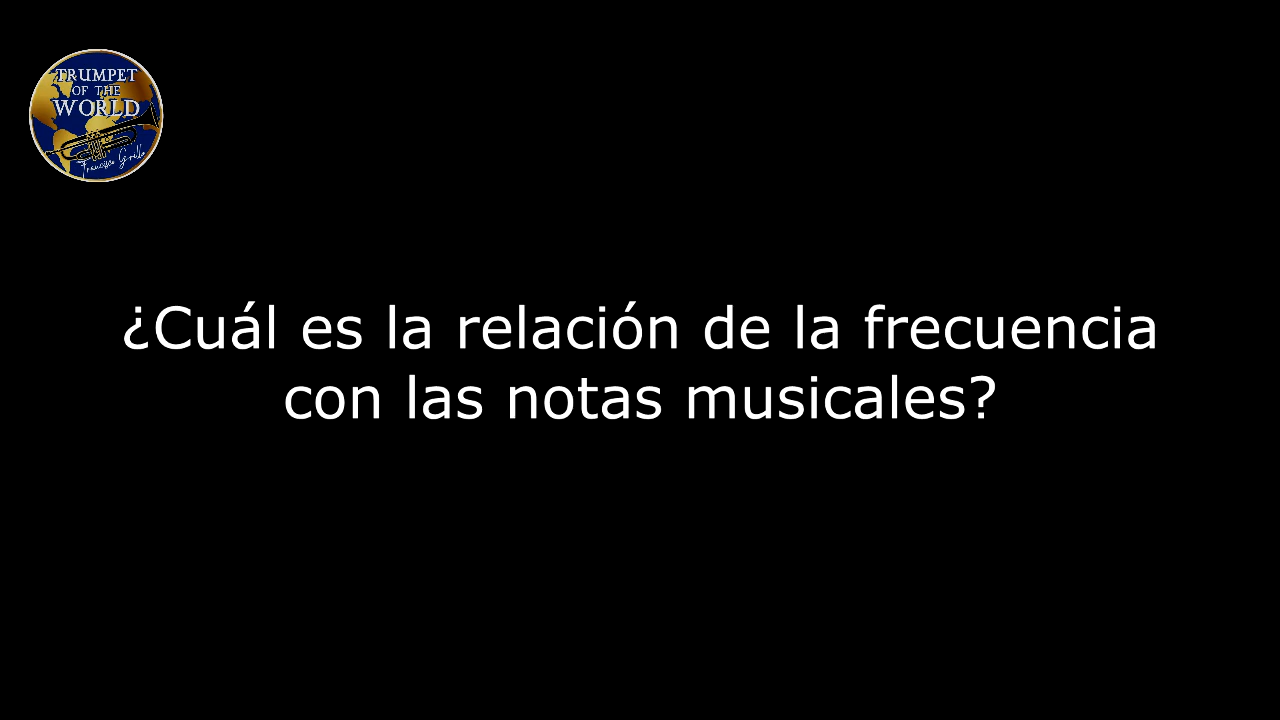 TRUMPET
OF THE
WORLD
¿Cuál es la relación de la frecuencia
con las notas musicales?